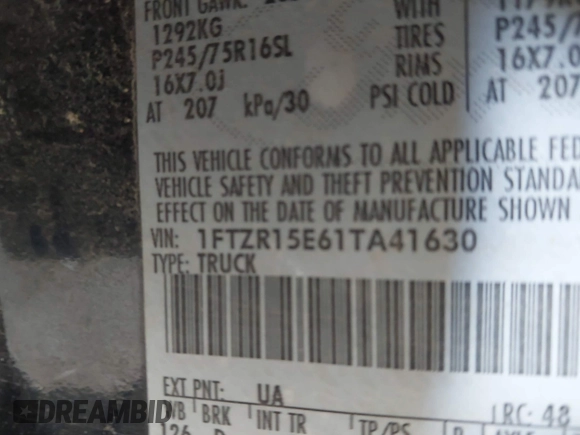 FRONT GAWR:
1292KG WITH
P245/75R16SL TIRES P245/
16X7.0J RIMS 16X7.0
AT 207 kPa/30 PSI COLD AT 207
THIS VEHICLE CONFORMS TO ALL APPLICABLE FED
VEHICLE SAFETY AND THEFT PREVENTION STANDA
EFFECT ON THE DATE OF MANUFACTURE SHOWN
VIN: 1FTZR15E61TA41630
TYPE: TRUCK
EXT PNT: UA RC: 48
WB BRK INT TR TP/PS R
126
DREAMBID